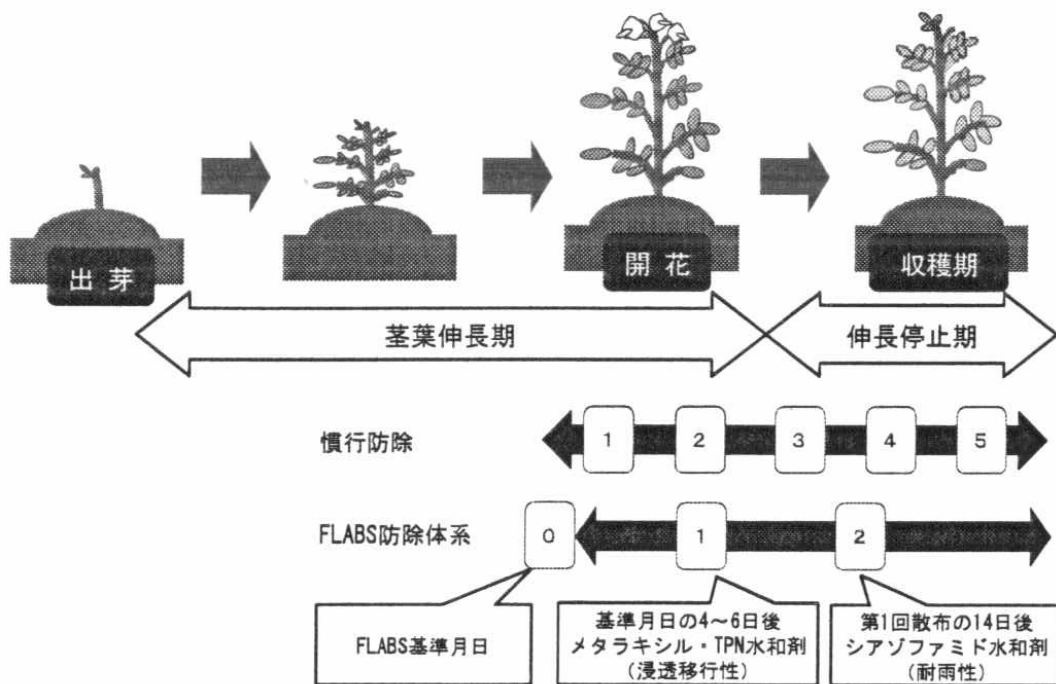 出芽
開花
収穫期
茎葉伸長期
伸長停止期
慣行防除
1
2
3
4
5
FLABS防除体系
0
1
2
FLABS基準月日
基準月日の4～6日後
メタラキシル・TPN水和剤
(浸透移行性)
第1回散布の14日後
シアゾファミド水和剤
(耐雨性)